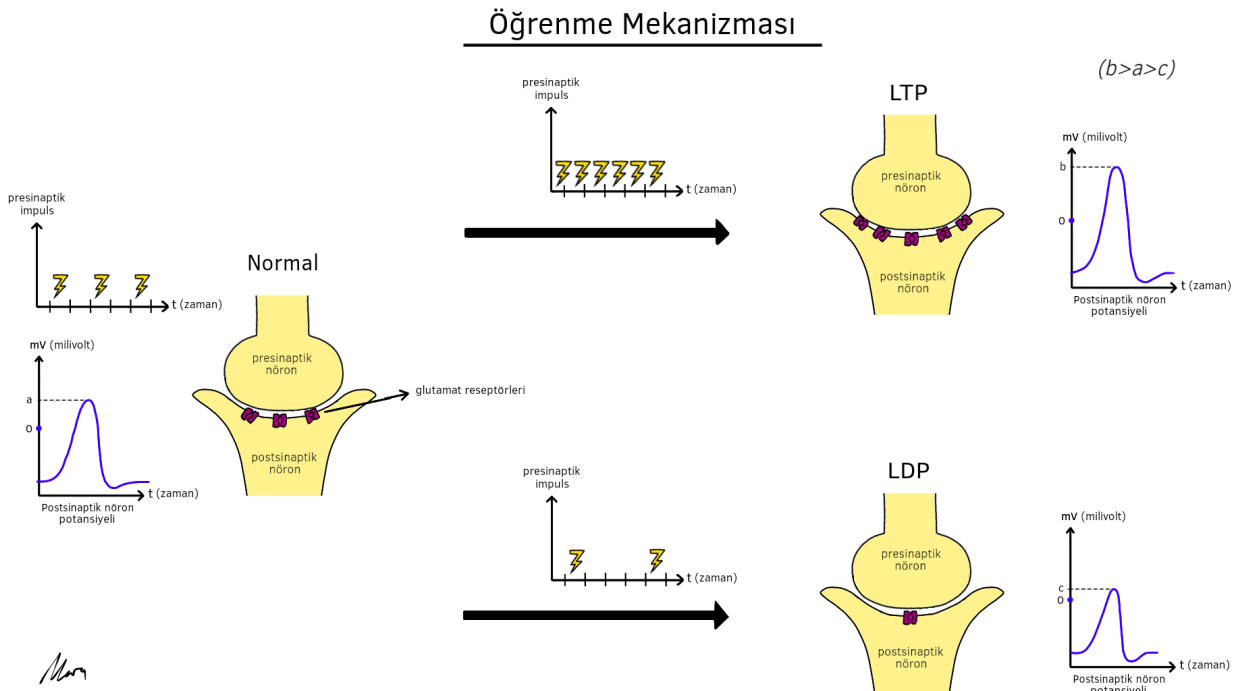 Öğrenme Mekanizması
(b>a>c)
presinaptik
impuls
t (zaman)
LTP
presinaptik
nöron
postsinaptik
nöron
mV (milivolt)
b
0
t (zaman)
Postsinaptik nöron
potansiyeli
presinaptik
impuls
t (zaman)
Normal
mV (milivolt)
a
0
t (zaman)
Postsinaptik nöron
potansiyeli
presinaptik
nöron
glutamat reseptörleri
postsinaptik
nöron
presinaptik
impuls
t (zaman)
LDP
presinaptik
nöron
postsinaptik
nöron
mV (milivolt)
c
0
t (zaman)
Postsinaptik nöron
potansiyeli